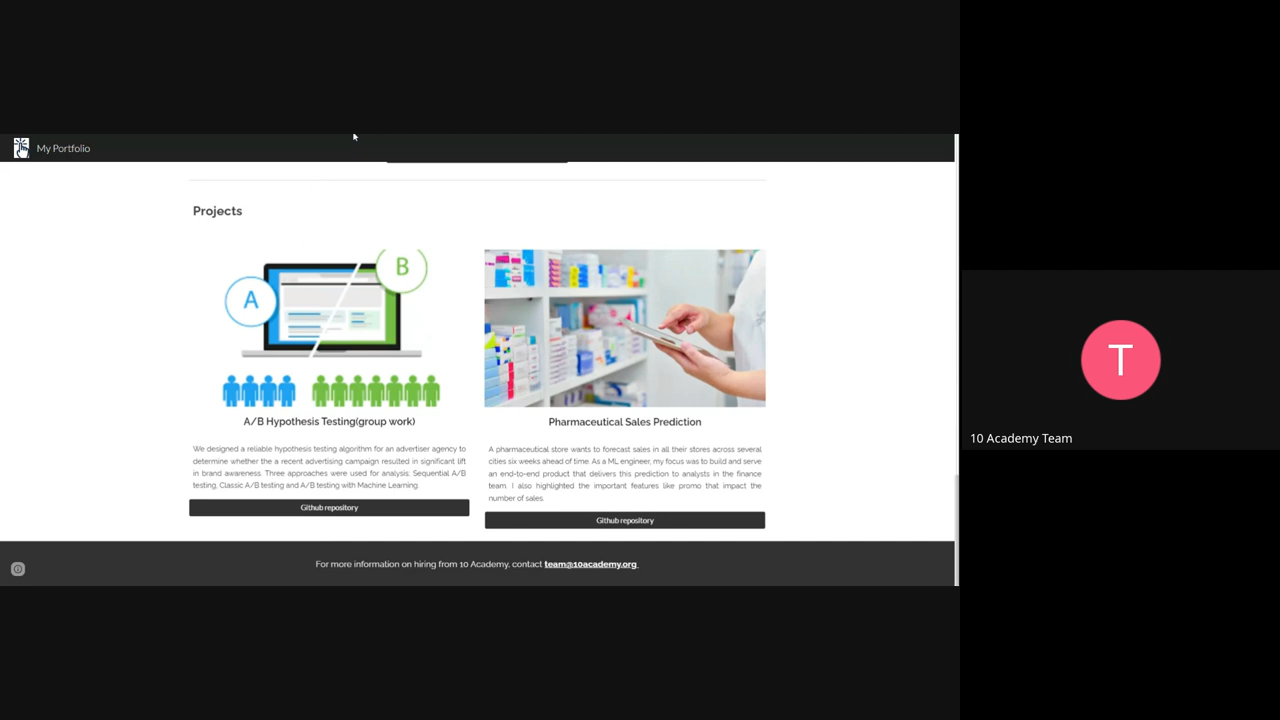 My Portfolio
Projects
A
B
A/B Hypothesis Testing(group work)
We designed a reliable hypothesis testing algorithm for an advertiser agency to
determine whether the a recent advertising campaign resulted in significant lift
in brand awareness. Three approaches were used for analysis: Sequential A/B
testing, Classic A/B testing and A/B testing with Machine Learning.
Github repository
Pharmaceutical Sales Prediction
A pharmaceutical store wants to forecast sales in all their stores across several
cities six weeks ahead of time. As a ML engineer, my focus was to build and serve
an end-to-end product that delivers this prediction to analysts in the finance
team. I also highlighted the important features like promo that impact the
number of sales.
Github repository
For more information on hiring from 10 Academy, contact team@10academy.org
T
10 Academy Team